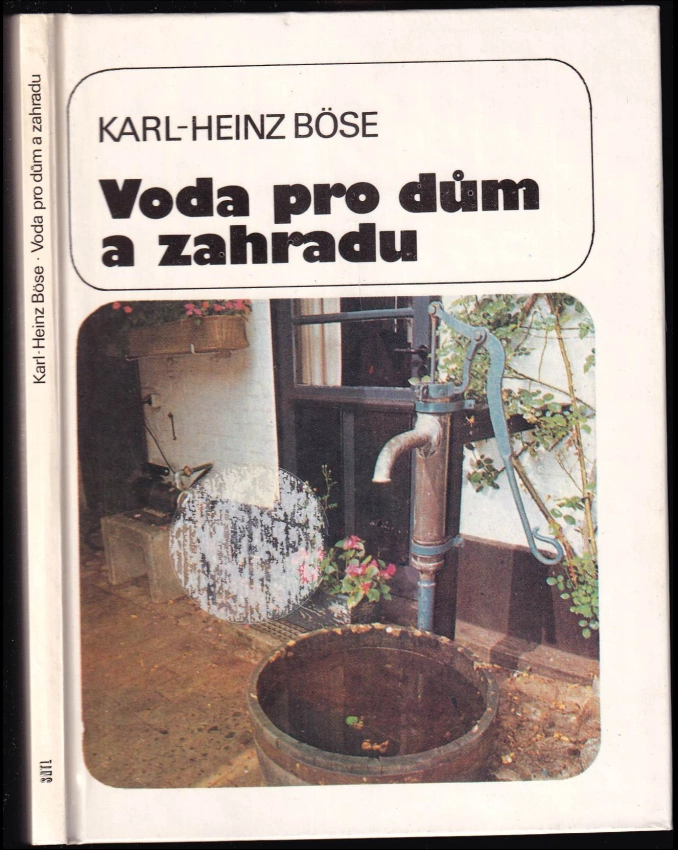 KARL-HEINZ BÖSE
Voda pro dům
a zahradu
Karl-Heinz Böse · Voda pro dům a zahradu
SNTL